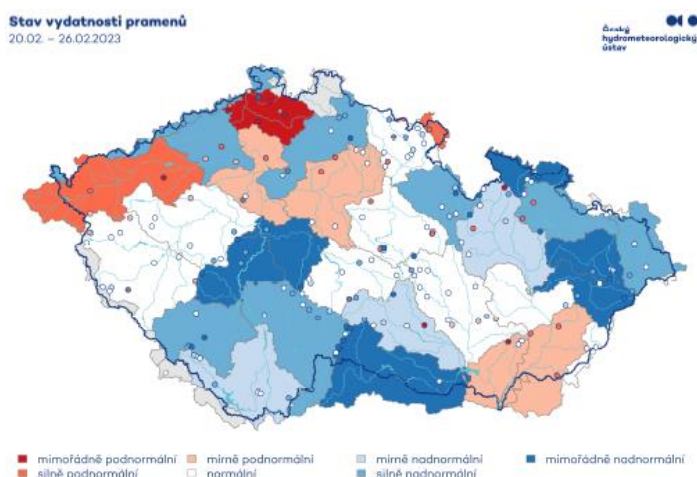 Stav vydatnosti pramenů
20.02. – 26.02.2023
Český
hydrometeorologický
ústav
mimořádně podnormální
mírně podnormální
mírně nadnormální
mimořádně nadnormální
silně podnormální
normální
silně nadnormální